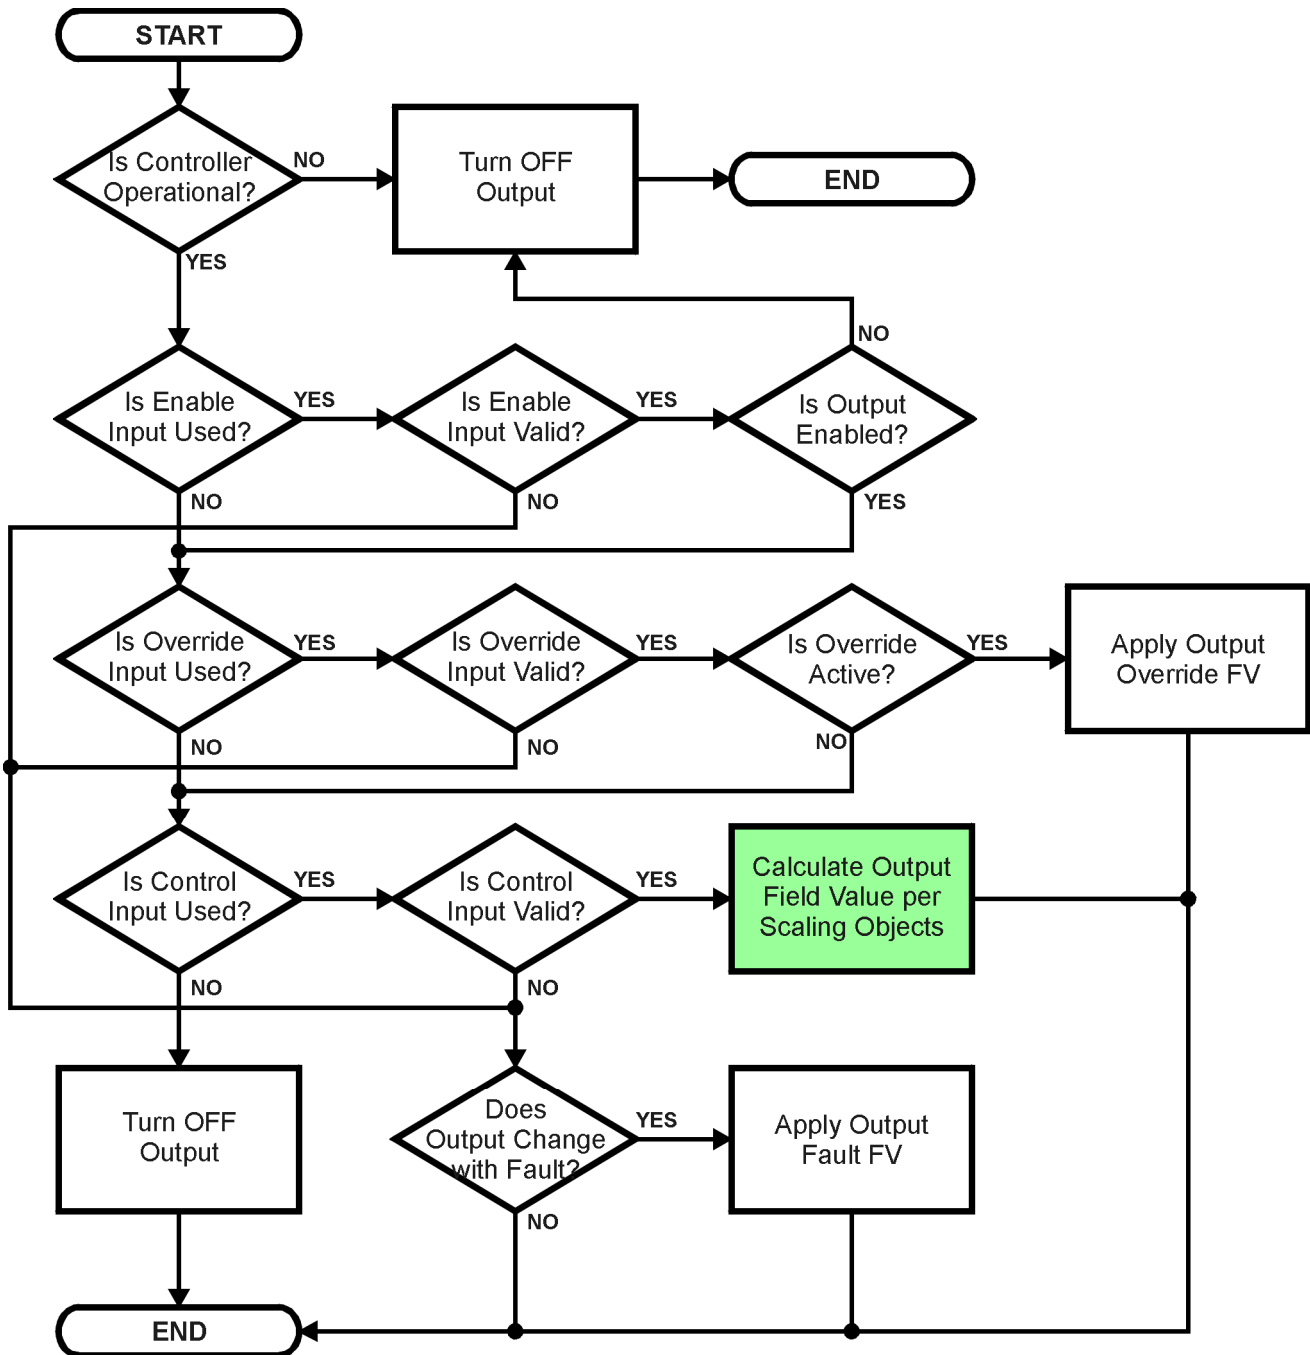 START
Is Controller
Operational?
NO
YES
Turn OFF
Output
END
Is Enable
Input Used?
YES
NO
Is Enable
Input Valid?
YES
NO
Is Output
Enabled?
NO
YES
Is Override
Input Used?
YES
NO
Is Override
Input Valid?
YES
NO
Is Override
Active?
YES
NO
Apply Output
Override FV
Is Control
Input Used?
YES
NO
Is Control
Input Valid?
YES
NO
Calculate Output
Field Value per
Scaling Objects
Turn OFF
Output
Does
Output Change
with Fault?
YES
NO
Apply Output
Fault FV
END